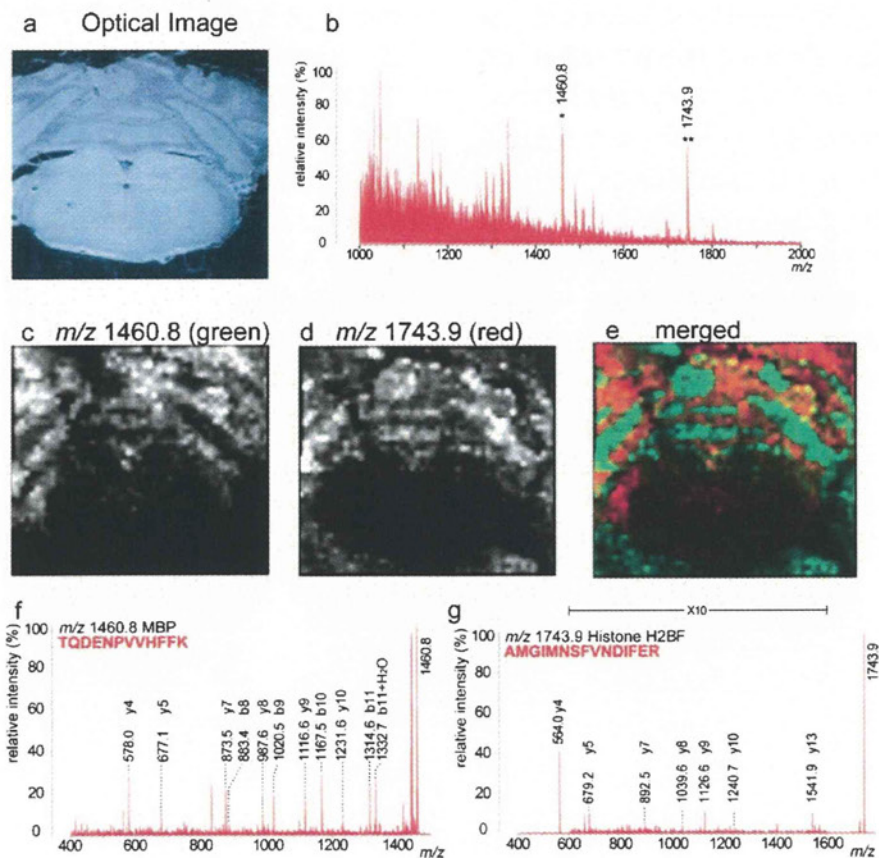 a Optical Image
b
relative intensity (%)
100
80
60
40
20
0
* 1460.8
** 1743.9
1000 1200 1400 1600 1800 2000
m/z
c m/z 1460.8 (green)
d m/z 1743.9 (red)
e merged
f
relative intensity (%)
100
80
60
40
20
0
m/z 1460.8 MBP
TQDENPVVHFFK
578.0 y4
677.1 y5
873.5 y7
883.4 b8
987.6 y8
1020.5 b9
1116.6 y9
1167.5 b10
1231.6 y10
1314.6 b11
1332.7 b11+H₂O
1460.8
400 600 800 1000 1200 1400 m/z
g
X10
relative intensity (%)
100
80
60
40
20
0
m/z 1743.9 Histone H2BF
AMGIMNSFVNDIFER
564.0 y4
679.2 y5
892.5 y7
1039.6 y8
1126.6 y9
1240.7 y10
1541.9 y13
1743.9
400 600 800 1000 1200 1400 1600 m/z